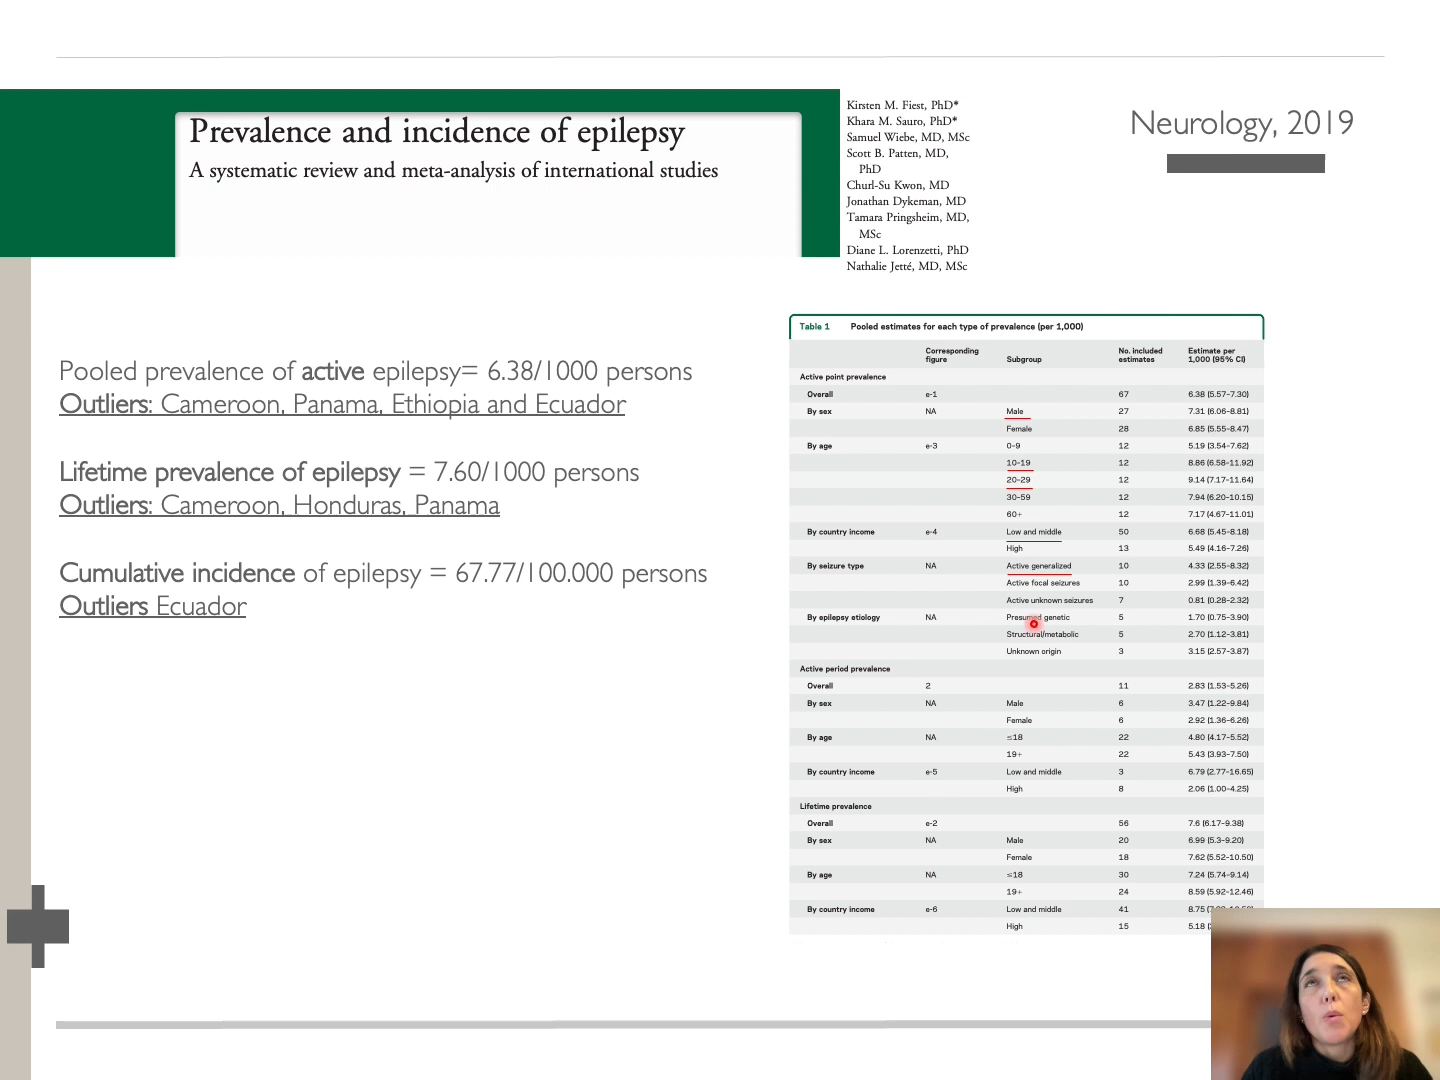 Prevalence and incidence of epilepsy
A systematic review and meta-analysis of international studies
Kirsten M. Fiest, PhD*
Khara M. Sauro, PhD*
Samuel Wiebe, MD, MSc
Scott B. Patten, MD,
PhD
Churl-Su Kwon, MD
Jonathan Dykeman, MD
Tamara Pringsheim, MD,
MSc
Diane L. Lorenzetti, PhD
Nathalie Jetté, MD, MSc
Neurology, 2019
Pooled prevalence of active epilepsy= 6.38/1000 persons
Outliers: Cameroon, Panama, Ethiopia and Ecuador
Lifetime prevalence of epilepsy = 7.60/1000 persons
Outliers: Cameroon, Honduras, Panama
Cumulative incidence of epilepsy = 67.77/100.000 persons
Outliers Ecuador
Table 1 Pooled estimates for each type of prevalence (per 1,000)
Corresponding figure Subgroup No. included estimates Estimate per 1,000 (95% CI)
Active point prevalence
Overall e-1 67 6.38 (5.57-7.30)
By sex NA Male 27 7.31 (6.06-8.81)
Female 28 6.85 (5.55-8.47)
By age e-3 0-9 12 5.19 (3.54-7.62)
10-19 12 8.86 (6.58-11.92)
20-29 12 9.14 (7.17-11.64)
30-59 12 7.94 (6.20-10.15)
60+ 12 7.17 (4.67-11.01)
By country income e-4 Low and middle 50 6.68 (5.45-8.18)
High 13 5.49 (4.16-7.26)
By seizure type NA Active generalized 10 4.33 (2.55-8.32)
Active focal seizures 10 2.99 (1.39-6.42)
Active unknown seizures 7 0.81 (0.28-2.32)
By epilepsy etiology NA Presumed genetic 5 1.70 (0.75-3.90)
Structural/metabolic 5 2.70 (1.12-3.81)
Unknown origin 3 3.15 (2.57-3.87)
Active period prevalence
Overall 2 11 2.83 (1.53-5.26)
By sex NA Male 6 3.47 (1.22-9.84)
Female 6 2.92 (1.36-6.26)
By age NA ≤18 22 4.80 (4.17-5.52)
19+ 22 5.43 (3.93-7.50)
By country income e-5 Low and middle 3 6.79 (2.77-16.65)
High 8 2.06 (1.00-4.25)
Lifetime prevalence
Overall e-2 56 7.6 (6.17-9.38)
By sex NA Male 20 6.99 (5.3-9.20)
Female 18 7.62 (5.52-10.50)
By age NA ≤18 30 7.24 (5.74-9.14)
19+ 24 8.59 (5.92-12.46)
By country income e-6 Low and middle 41 8.75
High 15 5.18